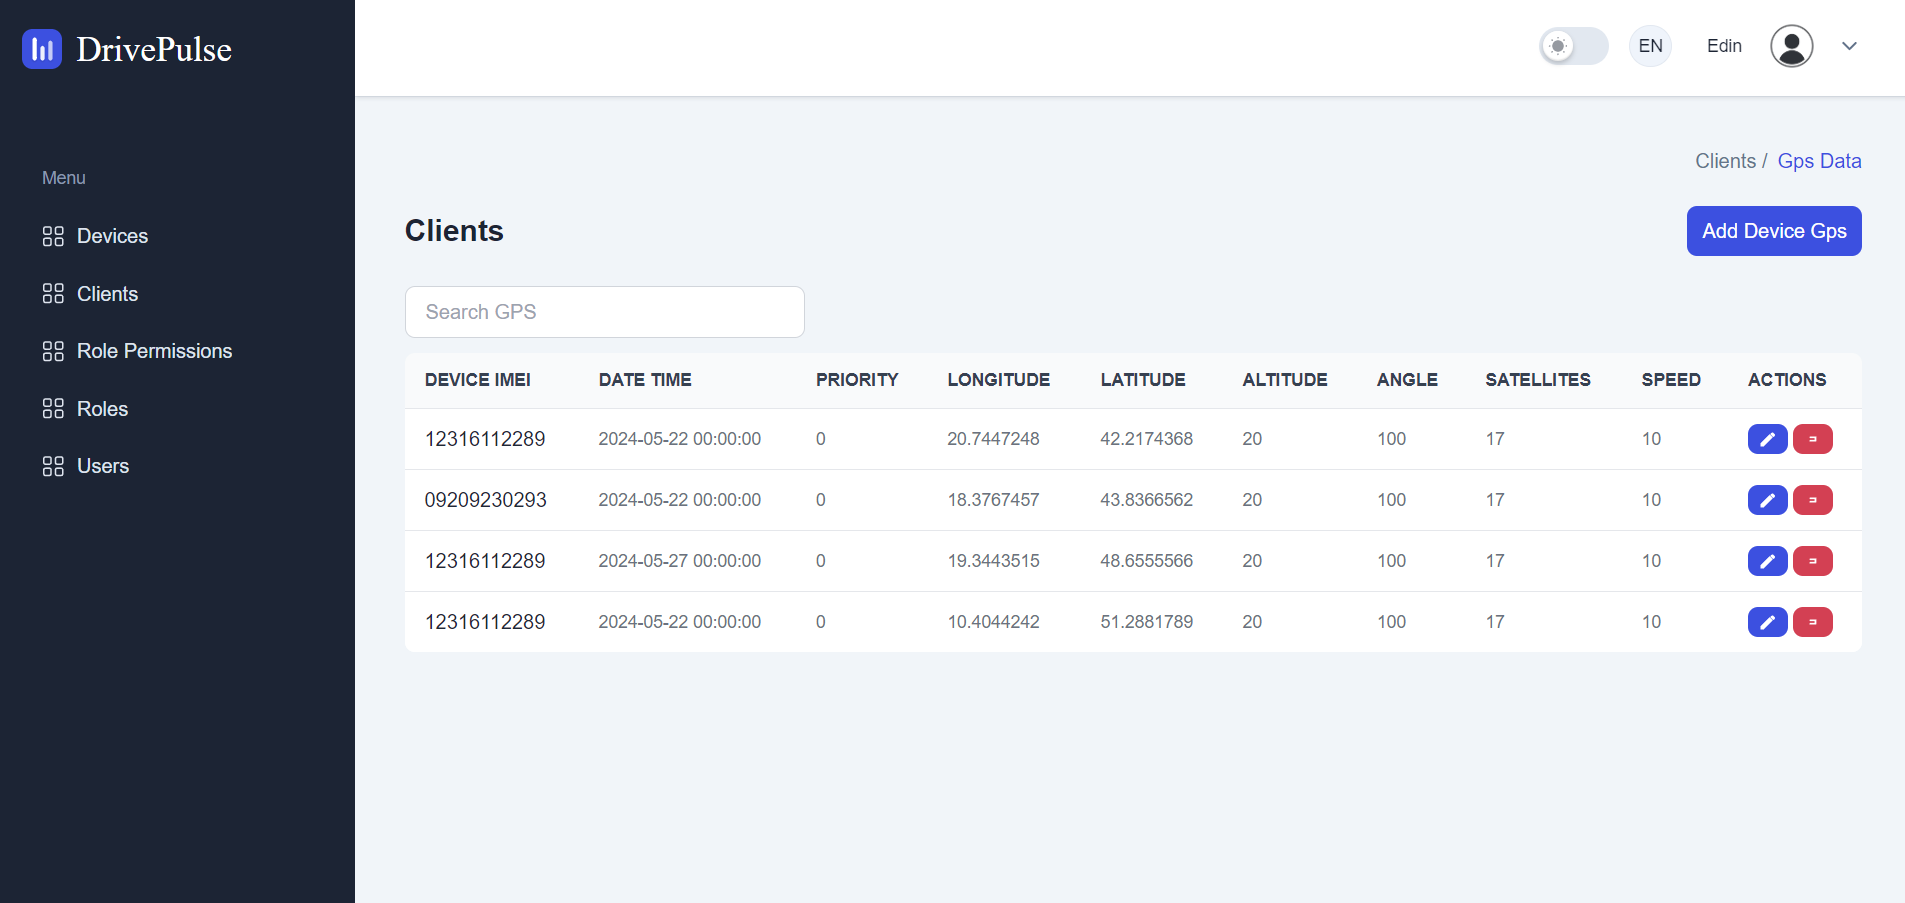 DrivePulse
EN
Edin
Menu
Devices
Clients
Role Permissions
Roles
Users
Clients / Gps Data
Clients
Add Device Gps
Search GPS
DEVICE IMEI DATE TIME PRIORITY LONGITUDE LATITUDE ALTITUDE ANGLE SATELLITES SPEED ACTIONS
12316112289 2024-05-22 00:00:00 0 20.7447248 42.2174368 20 100 17 10
09209230293 2024-05-22 00:00:00 0 18.3767457 43.8366562 20 100 17 10
12316112289 2024-05-27 00:00:00 0 19.3443515 48.6555566 20 100 17 10
12316112289 2024-05-22 00:00:00 0 10.4044242 51.2881789 20 100 17 10